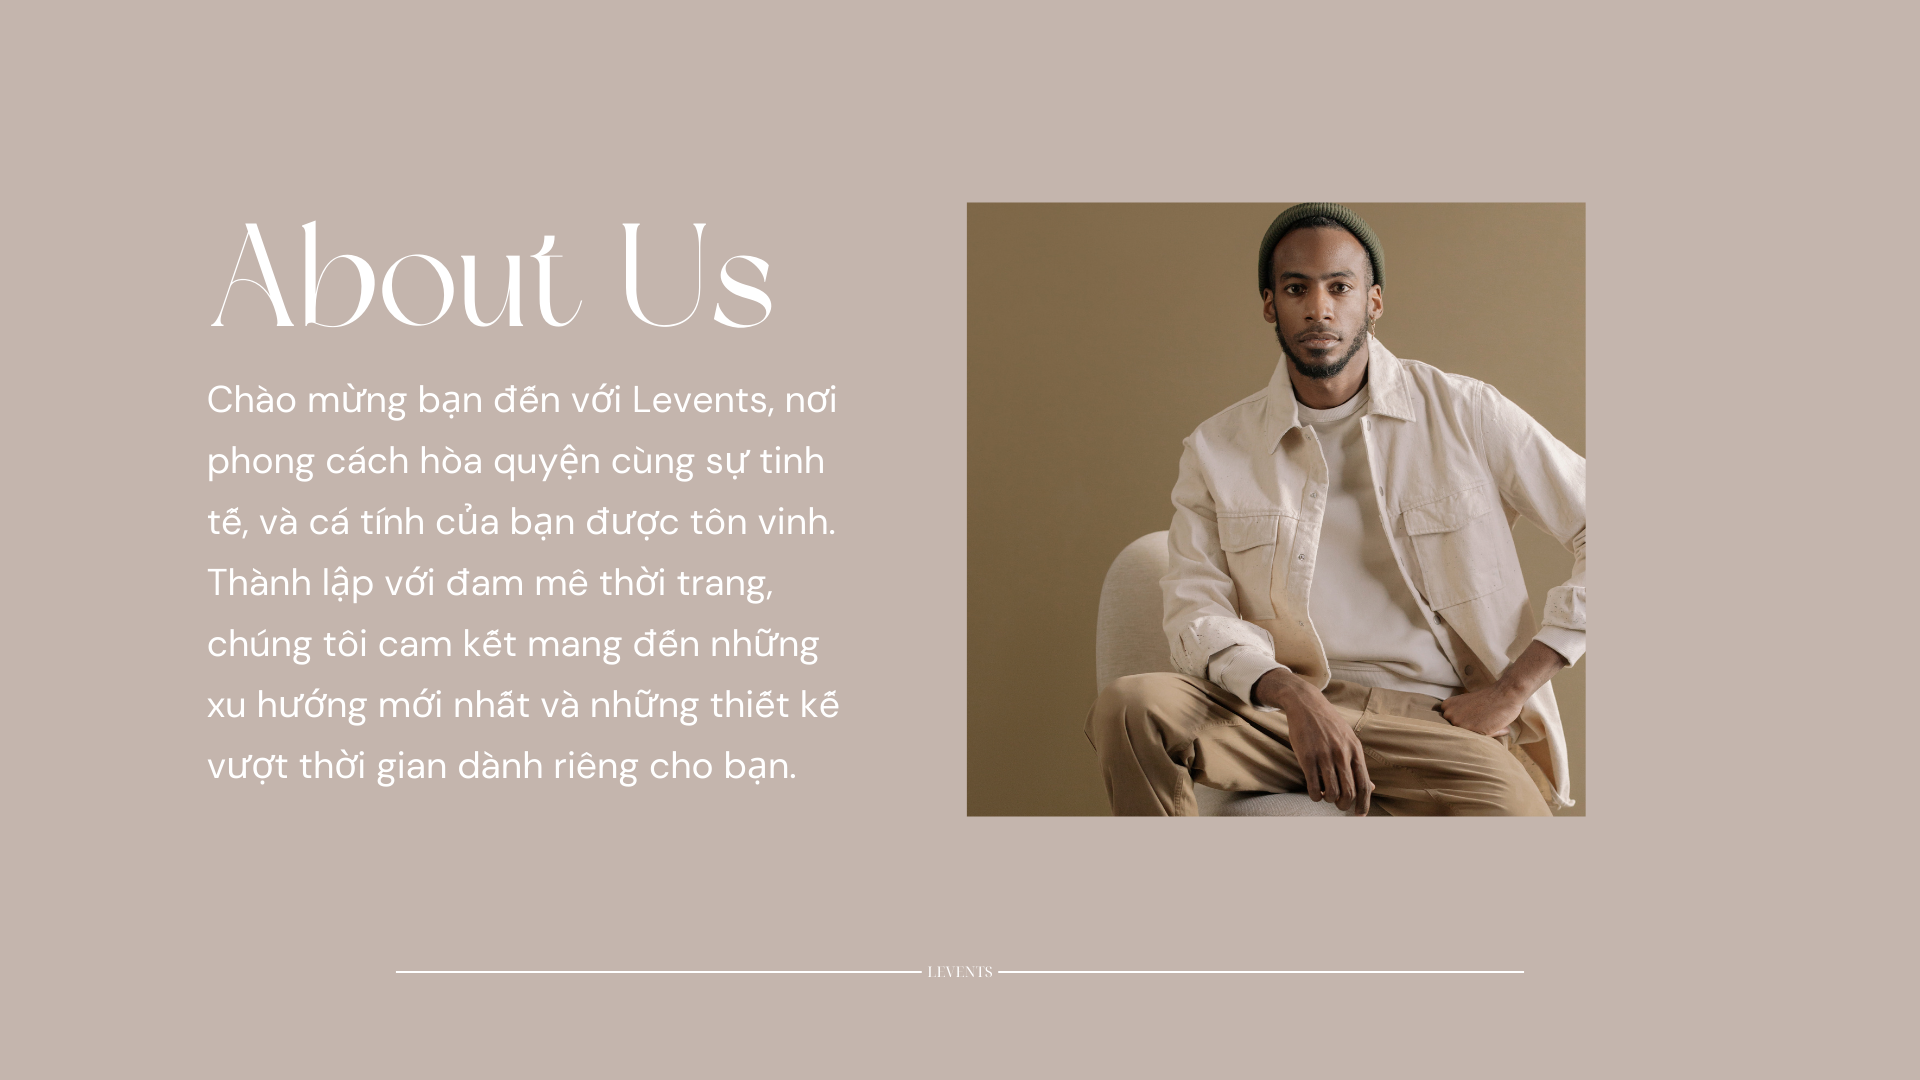 About Us
Chào mừng bạn đến với Levents, nơi
phong cách hòa quyện cùng sự tinh
tế, và cá tính của bạn được tôn vinh.
Thành lập với đam mê thời trang,
chúng tôi cam kết mang đến những
xu hướng mới nhất và những thiết kế
vượt thời gian dành riêng cho bạn.
LEVENTS